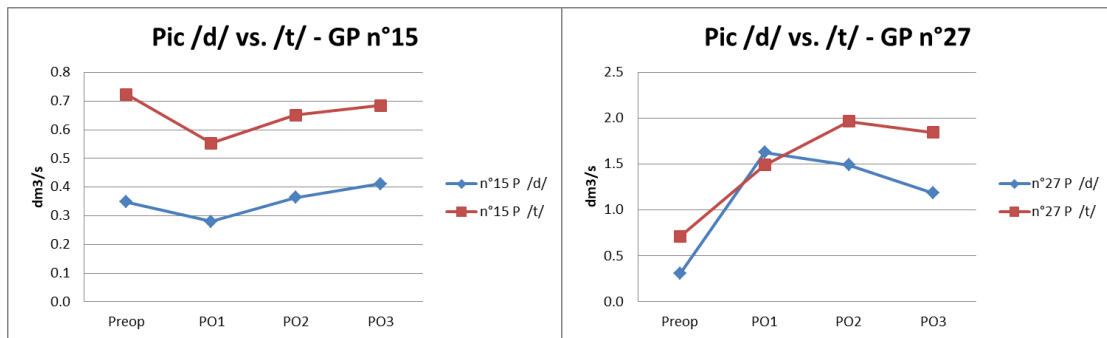 Pic /d/ vs. /t/ - GP n°15
dm3/s
0.8
0.7
0.6
0.5
0.4
0.3
0.2
0.1
0.0
Preop PO1 PO2 PO3
n°15 P /d/
n°15 P /t/
Pic /d/ vs. /t/ - GP n°27
dm3/s
2.5
2.0
1.5
1.0
0.5
0.0
Preop PO1 PO2 PO3
n°27 P /d/
n°27 P /t/